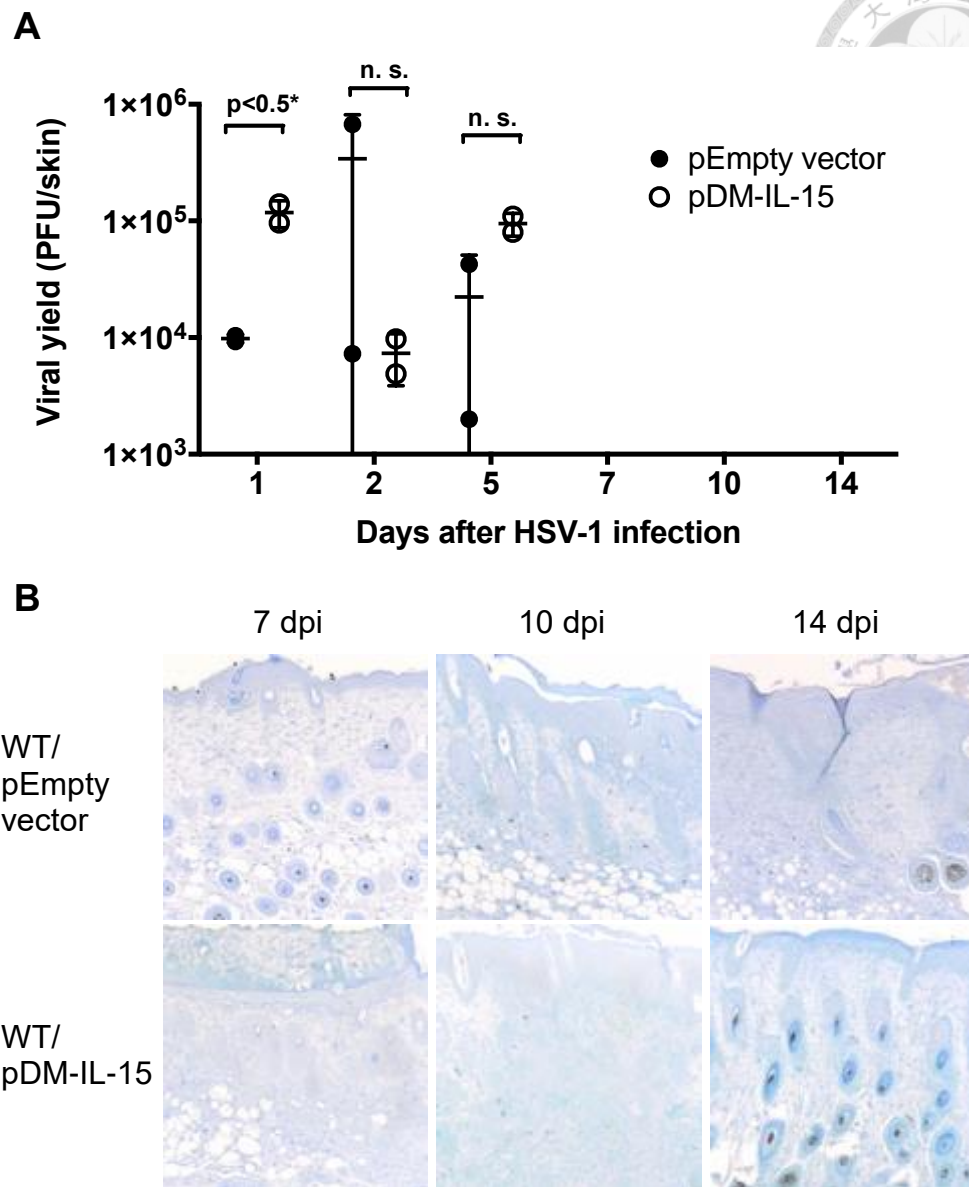 A
1×10⁶
1×10⁵
1×10⁴
1×10³
Viral yield (PFU/skin)
p<0.5*
n. s.
n. s.
pEmpty vector
pDM-IL-15
1 2 5 7 10 14
Days after HSV-1 infection
B
7 dpi 10 dpi 14 dpi
WT/
pEmpty
vector
WT/
pDM-IL-15